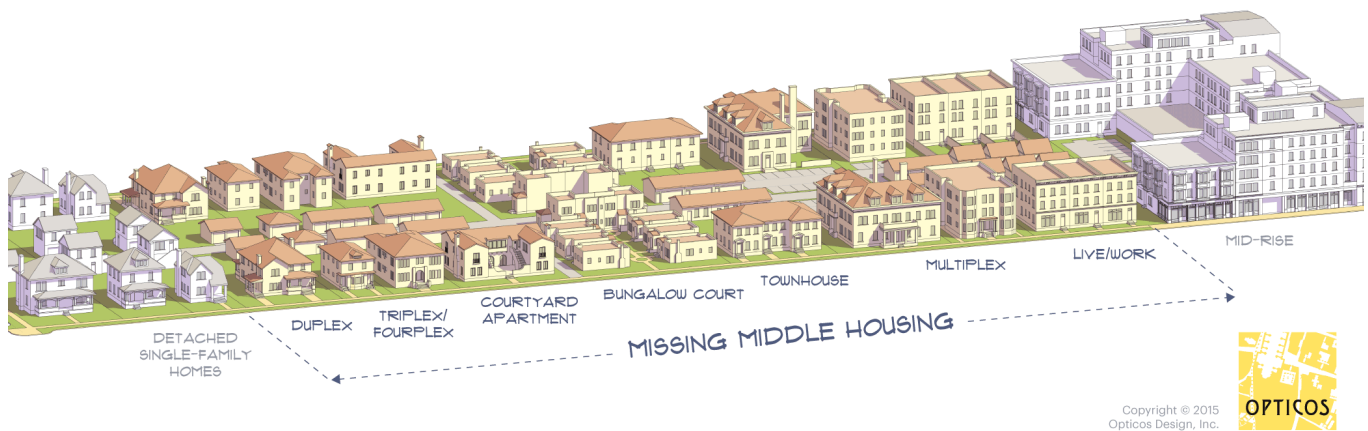 DETACHED
SINGLE-FAMILY
HOMES
DUPLEX
TRIPLEX/
FOURPLEX
COURTYARD
APARTMENT
BUNGALOW COURT
TOWNHOUSE
MULTIPLEX
LIVE/WORK
MID-RISE
MISSING MIDDLE HOUSING
Copyright © 2015
Opticos Design, Inc.
OPTICOS